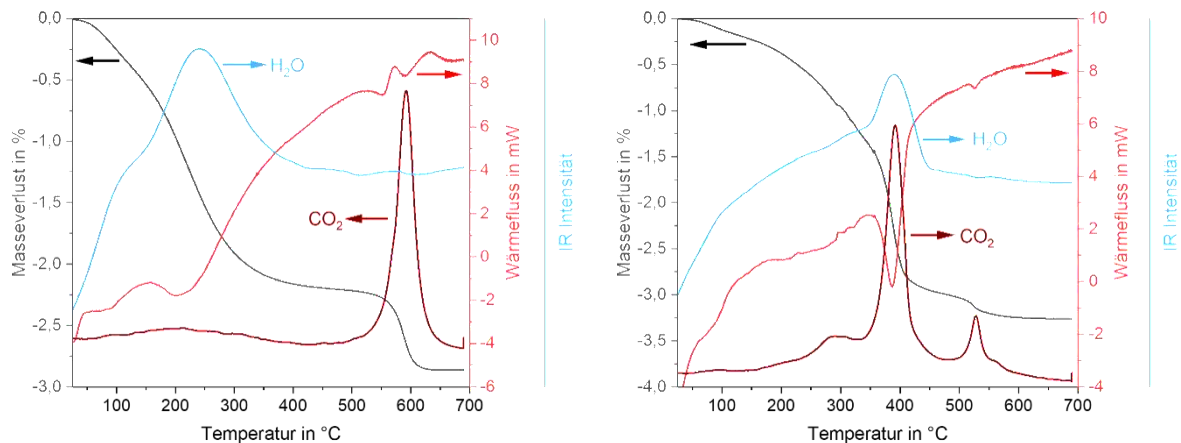 0,0
-0,5
-1,0
-1,5
-2,0
-2,5
-3,0
Masseverlust in %
100 200 300 400 500 600 700
Temperatur in °C
10
8
6
4
2
0
-2
-4
-6
Wärmefluss in mW
IR Intensität
H2O
CO2
0,0
-0,5
-1,0
-1,5
-2,0
-2,5
-3,0
-3,5
-4,0
Masseverlust in %
100 200 300 400 500 600 700
Temperatur in °C
10
8
6
4
2
0
-2
-4
Wärmefluss in mW
IR Intensität
H2O
CO2